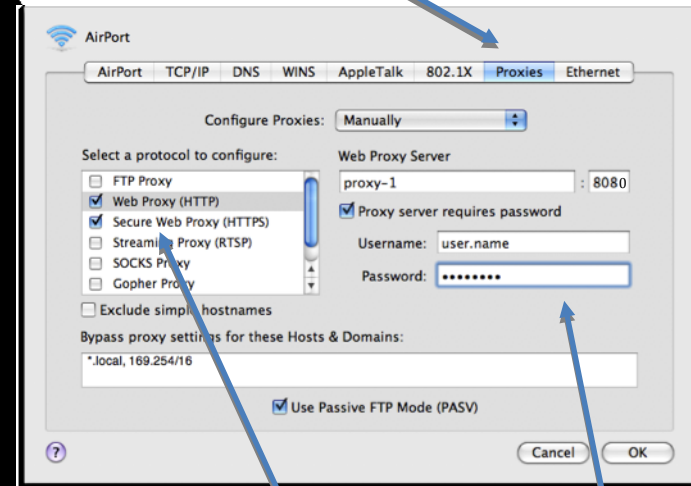 AirPort
AirPort TCP/IP DNS WINS AppleTalk 802.1X Proxies Ethernet
Configure Proxies: Manually
Select a protocol to configure: Web Proxy Server
FTP Proxy
proxy-1 : 8080
Web Proxy (HTTP)
Proxy server requires password
Secure Web Proxy (HTTPS)
Streaming Proxy (RTSP)
Username: user.name
SOCKS Proxy
Password: ••••••••
Gopher Proxy
Exclude simple hostnames
Bypass proxy settings for these Hosts & Domains:
*.local, 169.254/16
Use Passive FTP Mode (PASV)
? Cancel OK